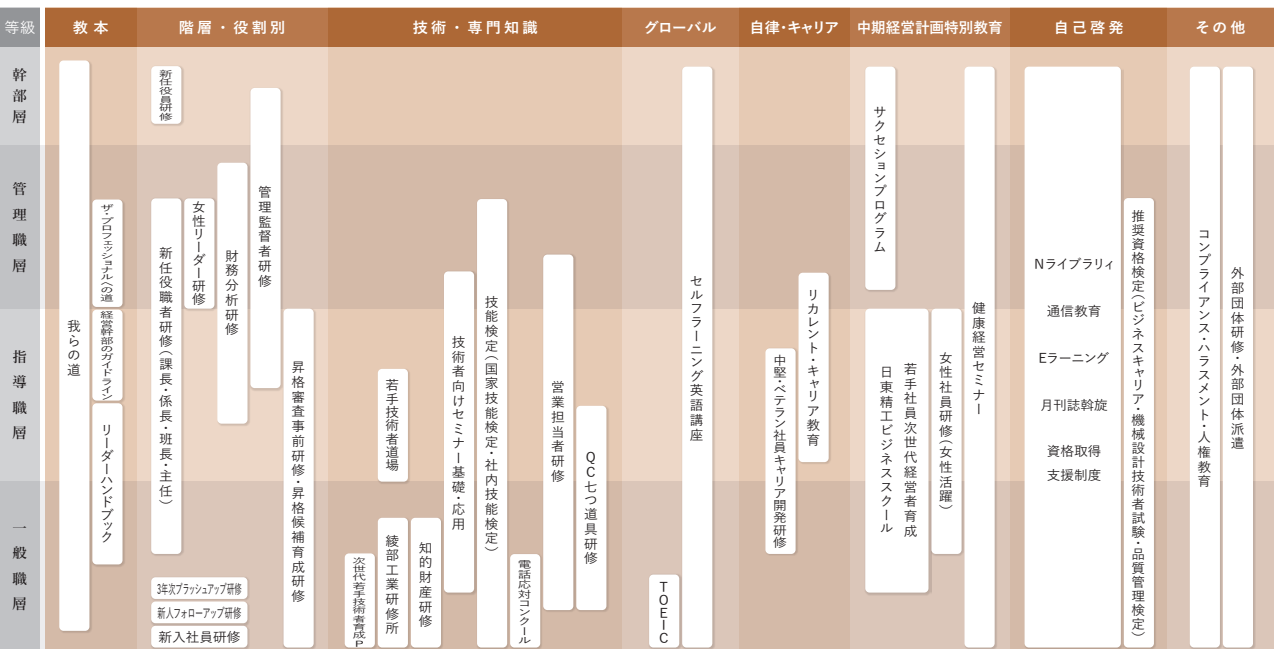 等級
教本
階層・役割別
技術・専門知識
グローバル
自律・キャリア
中期経営計画特別教育
自己啓発
その他
幹部層
管理職層
指導職層
一般職層
我らの道
ザ・プロフェッショナルへの道
経営幹部のガイドライン
リーダーハンドブック
新任役員研修
新任役職者研修(課長・係長・班長・主任)
女性リーダー研修
財務分析研修
管理監督者研修
昇格審査事前研修・昇格候補育成研修
3年次ブラッシュアップ研修
新人フォローアップ研修
新入社員研修
次世代若手技術者育成P
若手技術者道場
綾部工業研修所
知的財産研修
技術者向けセミナー基礎・応用
技能検定(国家技能検定・社内技能検定)
電話応対コンクール
営業担当者研修
QC七つ道具研修
TOEIC
セルフラーニング英語講座
中堅・ベテラン社員キャリア開発研修
リカレント・キャリア教育
サクセションプログラム
若手社員次世代経営者育成
日東精工ビジネススクール
女性社員研修(女性活躍)
健康経営セミナー
Nライブラリィ
通信教育
Eラーニング
月刊誌斡旋
資格取得
支援制度
推奨資格検定(ビジネスキャリア・機械設計技術者試験・品質管理検定)
コンプライアンス・ハラスメント・人権教育
外部団体研修・外部団体派遣